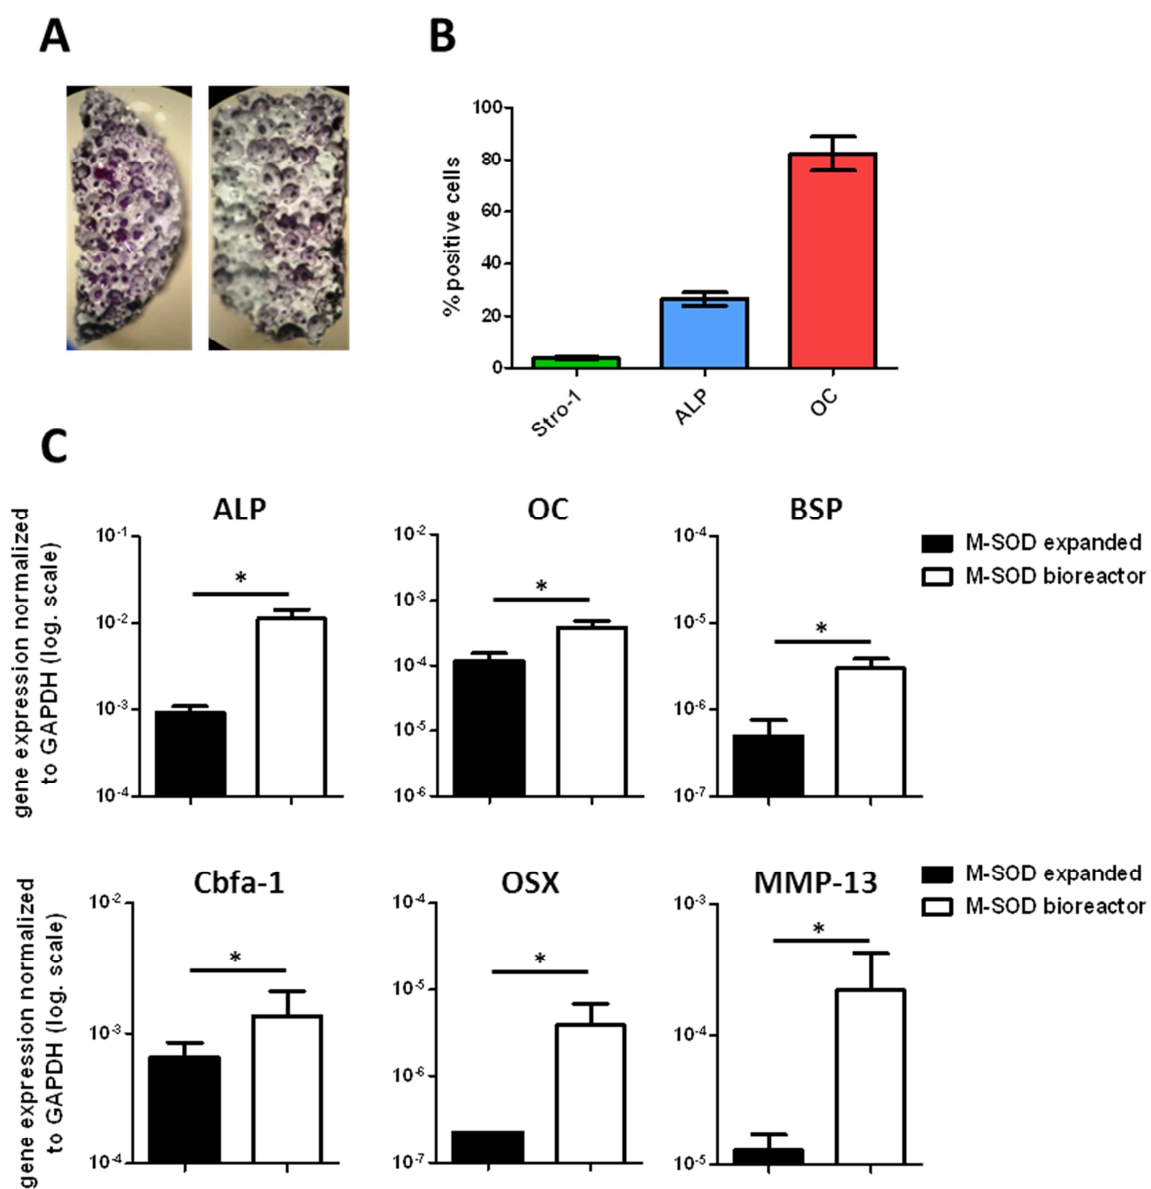 A
B
100
80
60
40
20
0
% positive cells
Stro-1
ALP
OC
C
ALP
OC
BSP
gene expression normalized
to GAPDH (log. scale)
10-1
10-2
10-3
10-4
*
10-2
10-3
10-4
10-5
10-6
*
10-4
10-5
10-6
10-7
*
M-SOD expanded
M-SOD bioreactor
Cbfa-1
OSX
MMP-13
gene expression normalized
to GAPDH (log. scale)
10-2
10-3
10-4
*
10-4
10-5
10-6
10-7
*
10-3
10-4
10-5
*
M-SOD expanded
M-SOD bioreactor